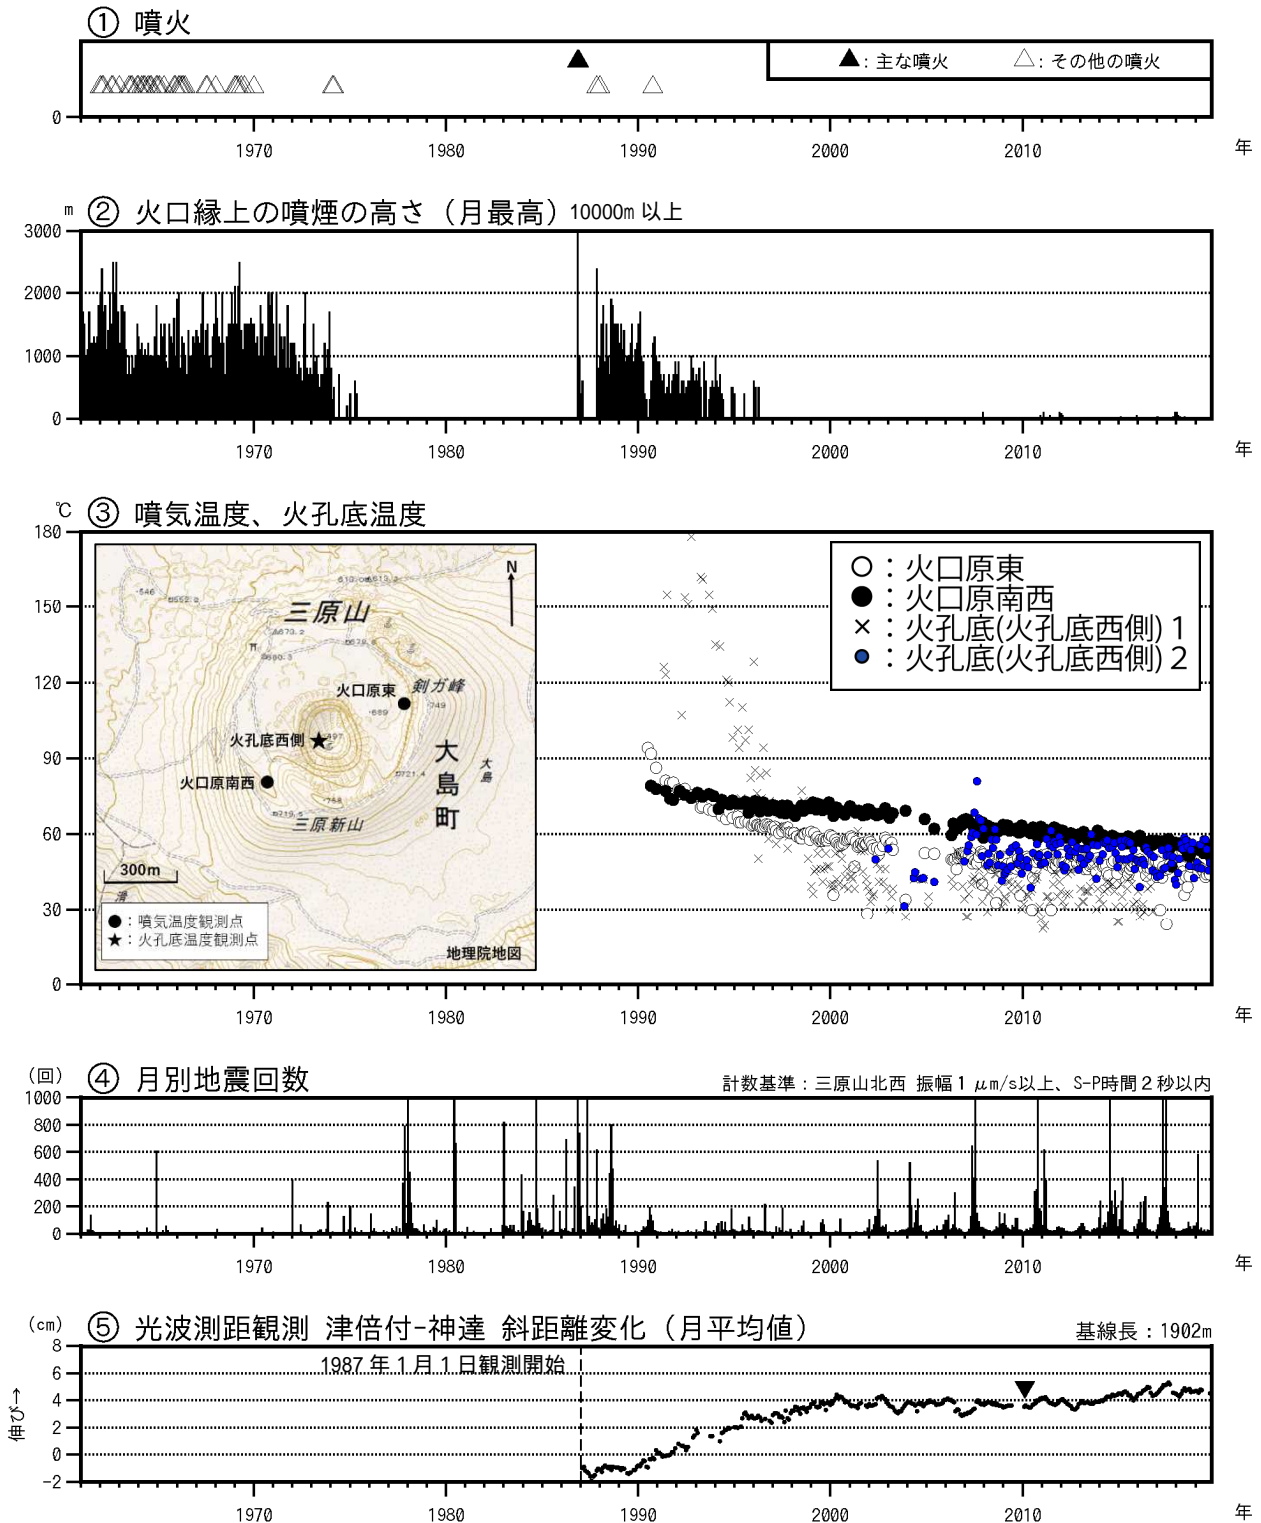 ① 噴火
▲：主な噴火 △：その他の噴火
0
1970 1980 1990 2000 2010 年
m ② 火口縁上の噴煙の高さ（月最高）10000m 以上
3000
2000
1000
0
1970 1980 1990 2000 2010 年
℃ ③ 噴気温度、火孔底温度
180
150
120
90
60
30
0
○：火口原東
●：火口原南西
×：火孔底(火孔底西側) 1
●：火孔底(火孔底西側) 2
N
三原山
火口原東
剣ガ峰
749
689
火孔底西側
大島町
大島
火口原南西
721.4
758
三原新山
300m
●：噴気温度観測点
★：火孔底温度観測点
地理院地図
1970 1980 1990 2000 2010 年
(回) ④ 月別地震回数
計数基準：三原山北西 振幅１μm/s以上、S-P時間２秒以内
1000
800
600
400
200
0
1970 1980 1990 2000 2010 年
(cm) ⑤ 光波測距観測 津倍付-神達 斜距離変化（月平均値）
基線長：1902m
1987 年 1 月 1 日観測開始
伸び→
8
6
4
2
0
-2
1970 1980 1990 2000 2010 年